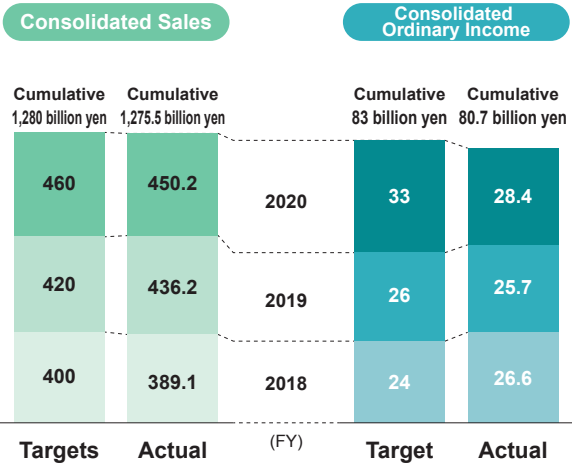 Consolidated Sales
Consolidated
Ordinary Income
Cumulative
1,280 billion yen
Cumulative
1,275.5 billion yen
Cumulative
83 billion yen
Cumulative
80.7 billion yen
460
450.2
2020
33
28.4
420
436.2
2019
26
25.7
400
389.1
2018
24
26.6
Targets
Actual
(FY)
Target
Actual